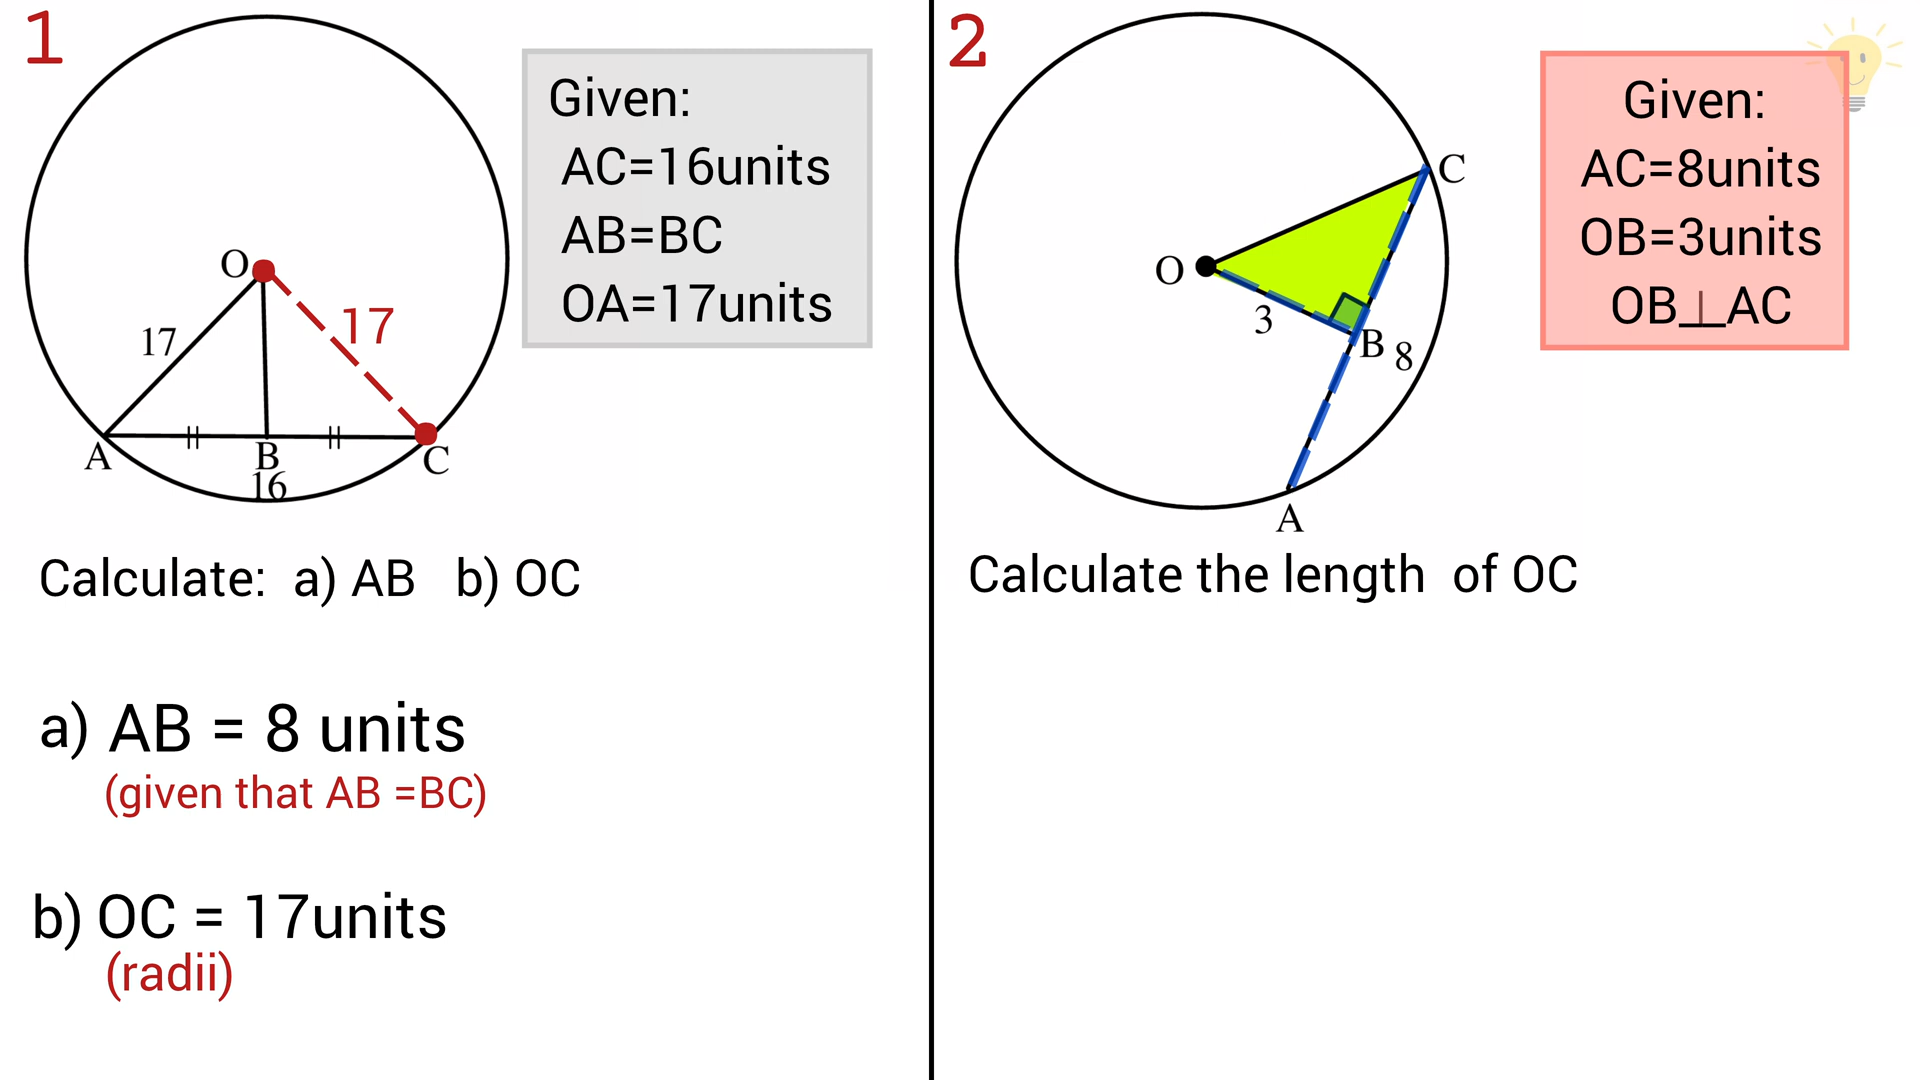 1
O
17
17
A
B
C
16
Given:
AC=16units
AB=BC
OA=17units
Calculate: a) AB b) OC
a) AB = 8 units
(given that AB =BC)
b) OC = 17units
(radii)
2
C
O
3
B
8
A
Given:
AC=8units
OB=3units
OB⊥AC
Calculate the length of OC